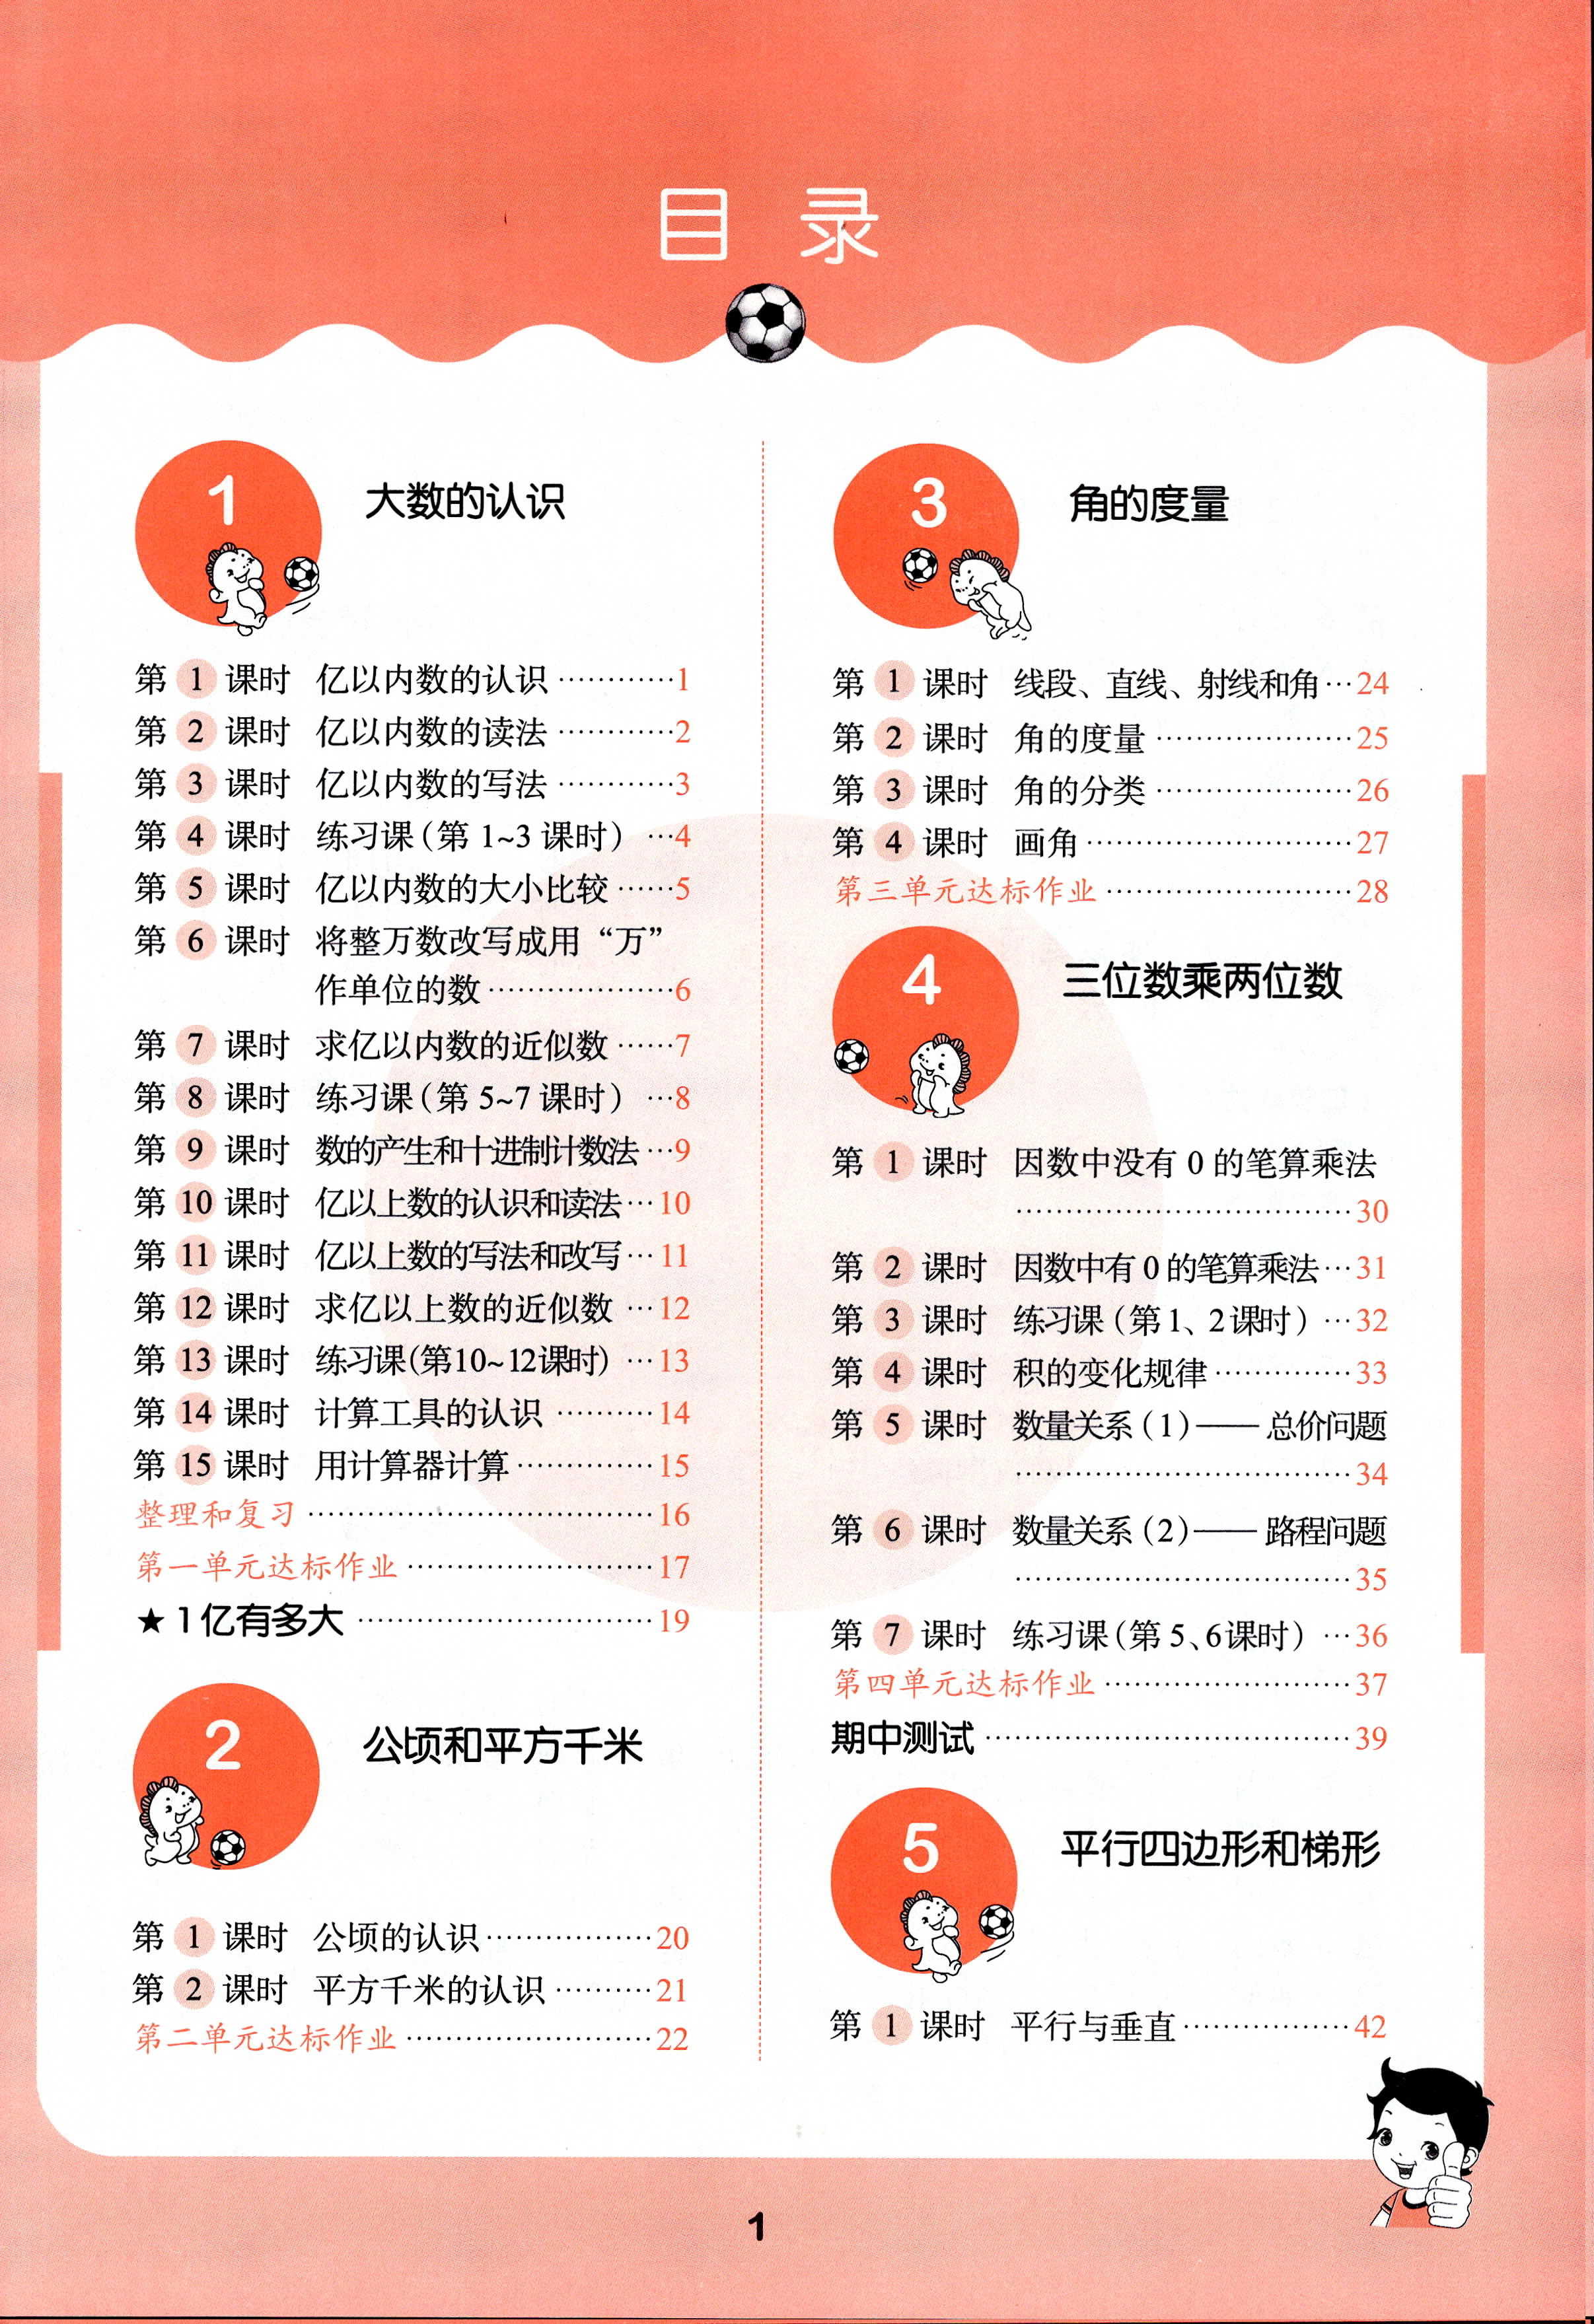 目 录
1 大数的认识
第 1 课时 亿以内数的认识 …………1
第 2 课时 亿以内数的读法 …………2
第 3 课时 亿以内数的写法 …………3
第 4 课时 练习课(第 1~3 课时) …4
第 5 课时 亿以内数的大小比较 ……5
第 6 课时 将整万数改写成用“万”
作单位的数 ………………6
第 7 课时 求亿以内数的近似数 ……7
第 8 课时 练习课(第 5~7 课时) …8
第 9 课时 数的产生和十进制计数法 …9
第 10 课时 亿以上数的认识和读法 …10
第 11 课时 亿以上数的写法和改写 …11
第 12 课时 求亿以上数的近似数 …12
第 13 课时 练习课(第10~12课时) …13
第 14 课时 计算工具的认识 ………14
第 15 课时 用计算器计算 ……………15
整理和复习 ……………………………16
第一单元达标作业 ……………………17
★1亿有多大 …………………………19
2 公顷和平方千米
第 1 课时 公顷的认识 ………………20
第 2 课时 平方千米的认识 …………21
第二单元达标作业 ……………………22
3 角的度量
第 1 课时 线段、直线、射线和角 …24
第 2 课时 角的度量 …………………25
第 3 课时 角的分类 …………………26
第 4 课时 画角 ………………………27
第三单元达标作业 ……………………28
4 三位数乘两位数
第 1 课时 因数中没有 0 的笔算乘法
……………………………30
第 2 课时 因数中有 0 的笔算乘法 …31
第 3 课时 练习课(第1、2课时) …32
第 4 课时 积的变化规律 ……………33
第 5 课时 数量关系(1)—— 总价问题
……………………………34
第 6 课时 数量关系(2)—— 路程问题
……………………………35
第 7 课时 练习课(第 5、6课时) …36
第四单元达标作业 ……………………37
期中测试 ………………………………39
5 平行四边形和梯形
第 1 课时 平行与垂直 ………………42
1